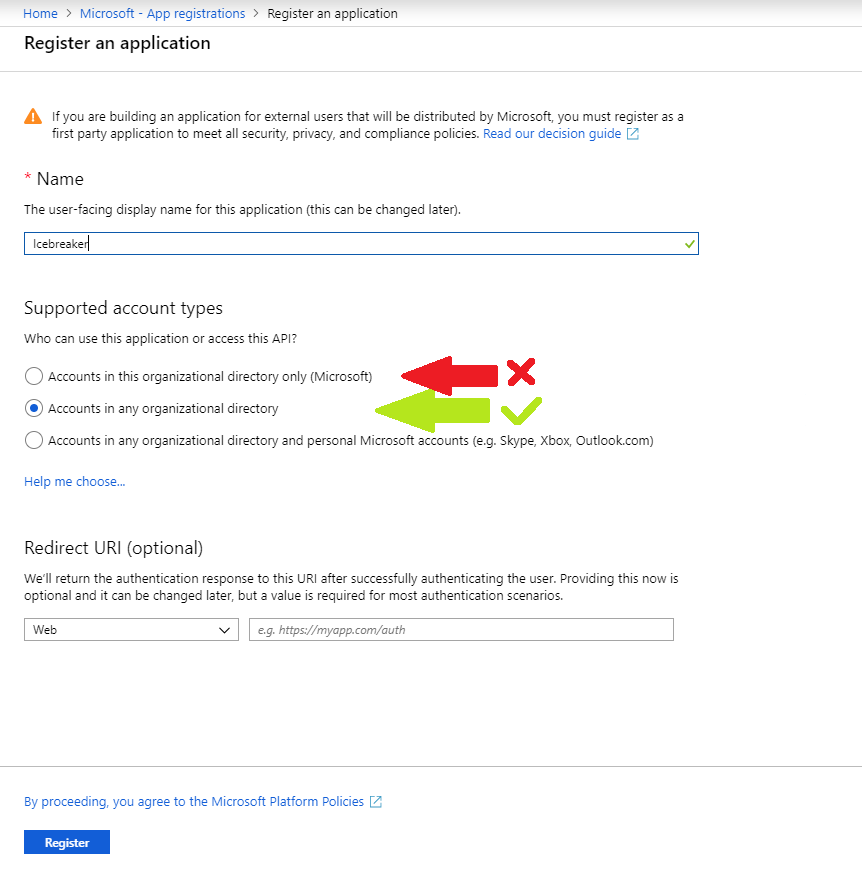 Home > Microsoft - App registrations > Register an application
Register an application
If you are building an application for external users that will be distributed by Microsoft, you must register as a
first party application to meet all security, privacy, and compliance policies. Read our decision guide
* Name
The user-facing display name for this application (this can be changed later).
Icebreaker
Supported account types
Who can use this application or access this API?
Accounts in this organizational directory only (Microsoft)
Accounts in any organizational directory
Accounts in any organizational directory and personal Microsoft accounts (e.g. Skype, Xbox, Outlook.com)
Help me choose...
Redirect URI (optional)
We'll return the authentication response to this URI after successfully authenticating the user. Providing this now is
optional and it can be changed later, but a value is required for most authentication scenarios.
Web e.g. https://myapp.com/auth
By proceeding, you agree to the Microsoft Platform Policies
Register